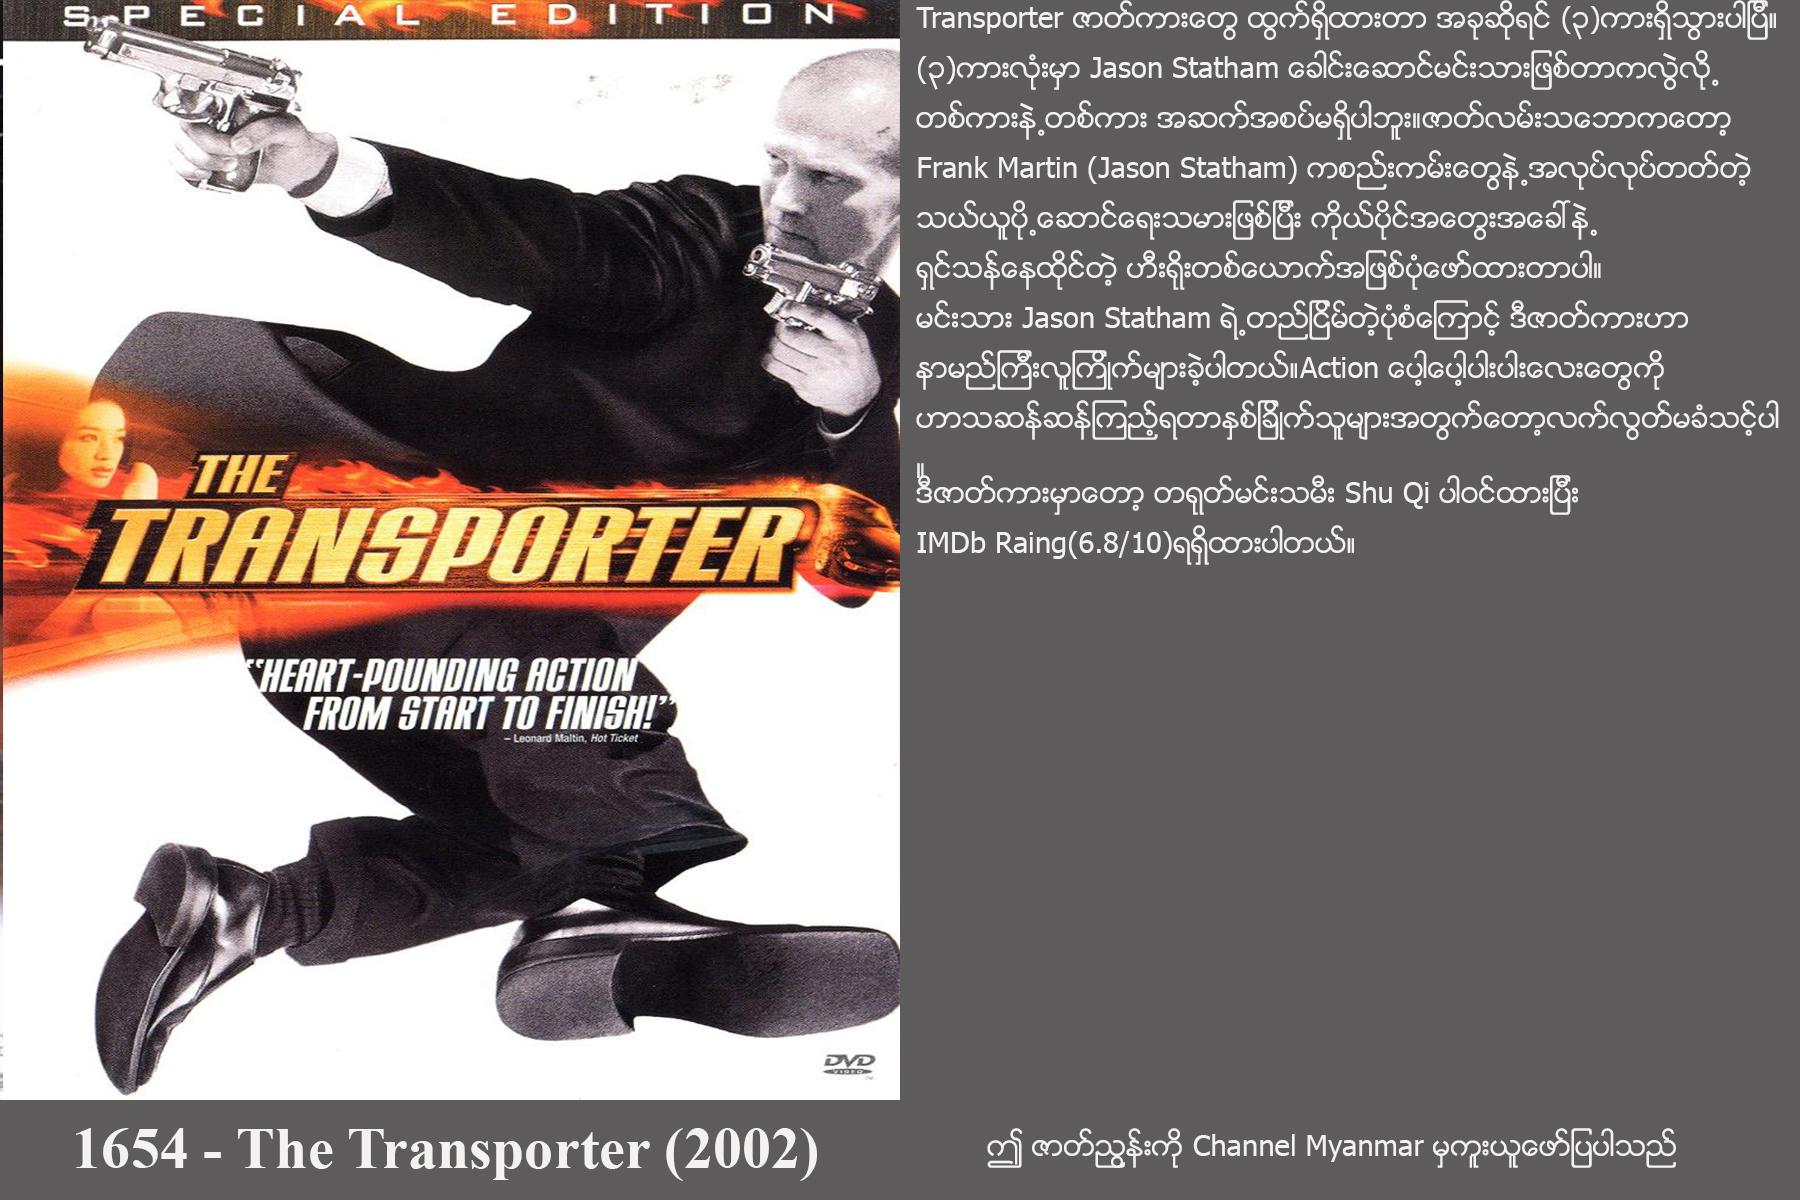 SPECIAL EDITION
THE
TRANSPORTER
"HEART-POUNDING ACTION
FROM START TO FINISH!"
– Leonard Maltin, Hot Ticket
DVD
VIDEO
1654 - The Transporter (2002)
Transporter ဇာတ်ကားတွေ ထွက်ရှိထားတာ အခုဆိုရင် (၃)ကားရှိသွားပါပြီ။
(၃)ကားလုံးမှာ Jason Statham ခေါင်းဆောင်မင်းသားဖြစ်တာကလွဲလို့
တစ်ကားနဲ့တစ်ကား အဆက်အစပ်မရှိပါဘူး။ဇာတ်လမ်းသဘောကတော့
Frank Martin (Jason Statham) ကစည်းကမ်းတွေနဲ့အလုပ်လုပ်တတ်တဲ့
သယ်ယူပို့ဆောင်ရေးသမားဖြစ်ပြီး ကိုယ်ပိုင်အတွေးအခေါ်နဲ့
ရှင်သန်နေထိုင်တဲ့ ဟီးရိုးတစ်ယောက်အဖြစ်ပုံဖော်ထားတာပါ။
မင်းသား Jason Statham ရဲ့တည်ငြိမ်တဲ့ပုံစံကြောင့် ဒီဇာတ်ကားဟာ
နာမည်ကြီးလူကြိုက်များခဲ့ပါတယ်။Action ပေါ့ပေါ့ပါးပါးလေးတွေကို
ဟာသဆန်ဆန်ကြည့်ရတာနှစ်ခြိုက်သူများအတွက်တော့လက်လွတ်မခံသင့်ပါ
။
ဒီဇာတ်ကားမှာတော့ တရုတ်မင်းသမီး Shu Qi ပါဝင်ထားပြီး
IMDb Raing(6.8/10)ရရှိထားပါတယ်။
ဤ ဇာတ်ညွှန်းကို Channel Myanmar မှကူးယူဖော်ပြပါသည်